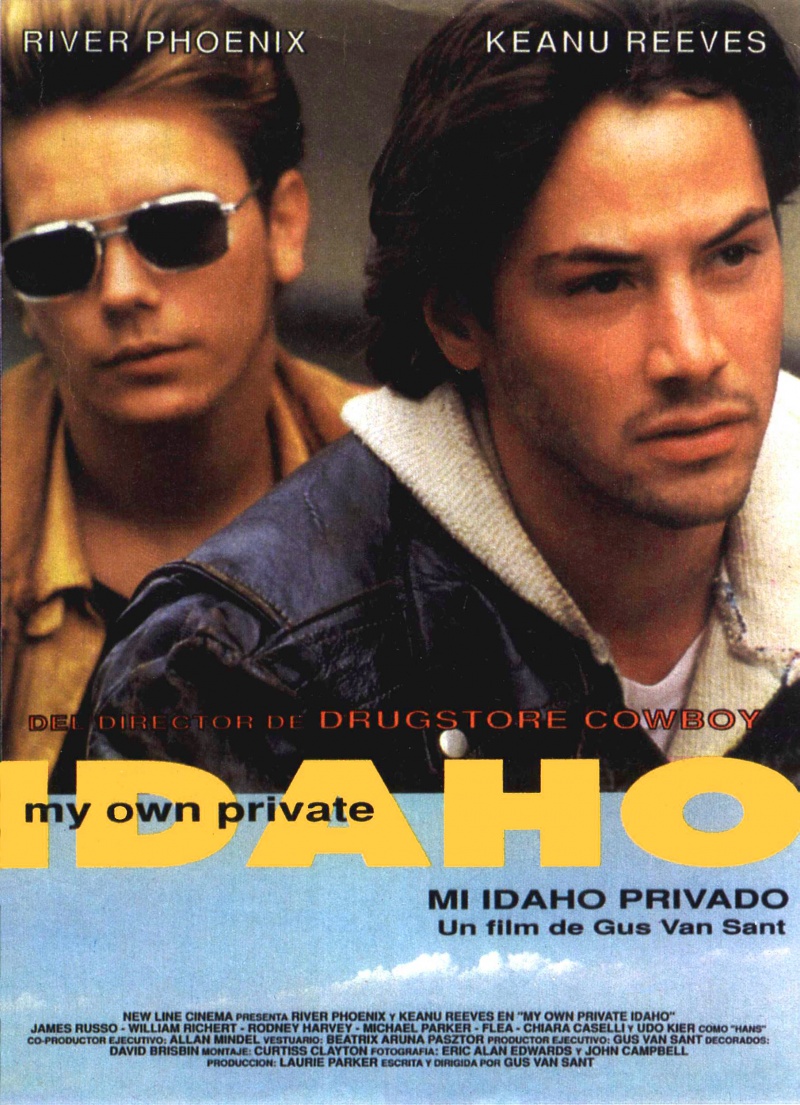 RIVER PHOENIX KEANU REEVES
DEL DIRECTOR DE DRUGSTORE COWBOY
my own private IDAHO
MI IDAHO PRIVADO
Un film de Gus Van Sant
NEW LINE CINEMA PRESENTA RIVER PHOENIX Y KEANU REEVES EN "MY OWN PRIVATE IDAHO"
JAMES RUSSO - WILLIAM RICHERT - RODNEY HARVEY - MICHAEL PARKER - FLEA - CHIARA CASELLI Y UDO KIER COMO "HANS"
CO-PRODUCTOR EJECUTIVO: ALLAN MINDEL VESTUARIO: BEATRIX ARUNA PASZTOR PRODUCTOR EJECUTIVO: GUS VAN SANT DECORADOS:
DAVID BRISBIN MONTAJE: CURTISS CLAYTON FOTOGRAFIA: ERIC ALAN EDWARDS Y JOHN CAMPBELL
PRODUCCION: LAURIE PARKER ESCRITA Y DIRIGIDA POR GUS VAN SANT